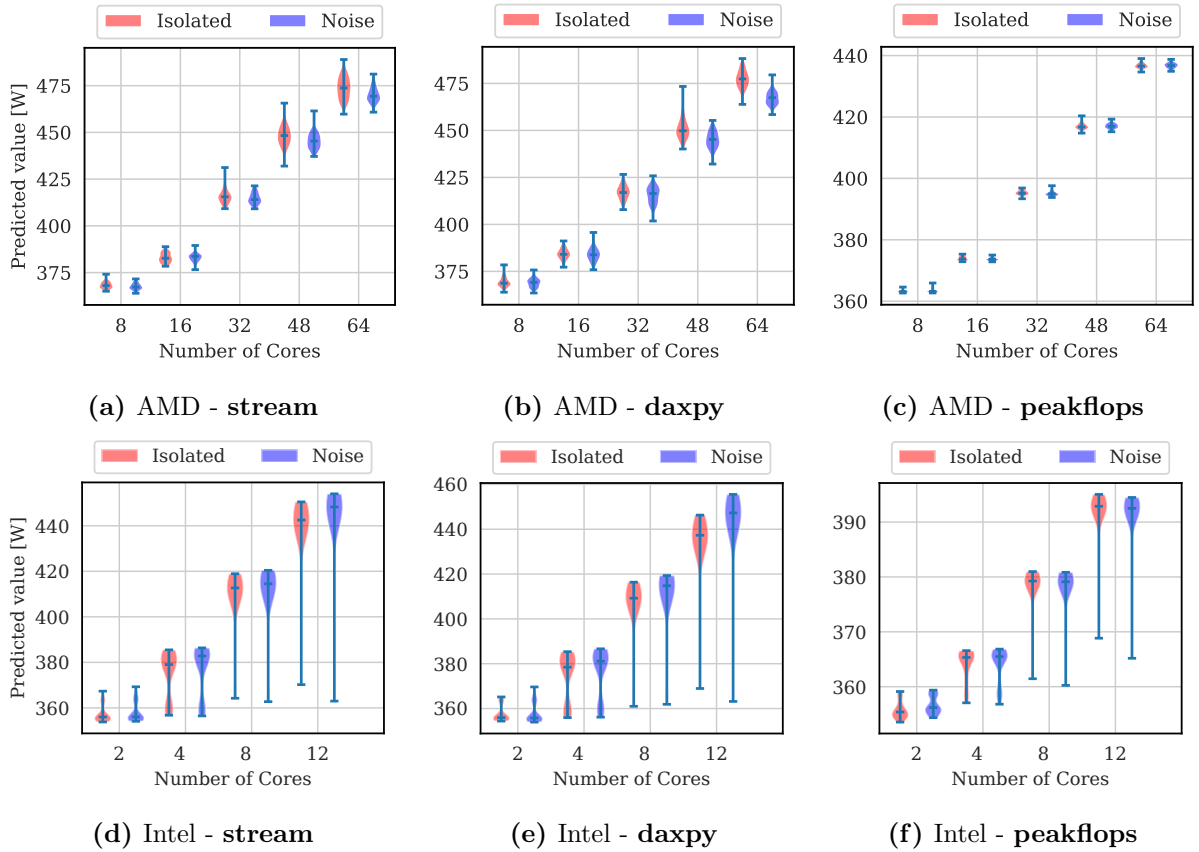 Isolated Noise
Predicted value [W]
475
450
425
400
375
8 16 32 48 64
Number of Cores
(a) AMD - stream
Isolated Noise
475
450
425
400
375
8 16 32 48 64
Number of Cores
(b) AMD - daxpy
Isolated Noise
440
420
400
380
360
8 16 32 48 64
Number of Cores
(c) AMD - peakflops
Isolated Noise
Predicted value [W]
440
420
400
380
360
2 4 8 12
Number of Cores
(d) Intel - stream
Isolated Noise
460
440
420
400
380
360
2 4 8 12
Number of Cores
(e) Intel - daxpy
Isolated Noise
390
380
370
360
2 4 8 12
Number of Cores
(f) Intel - peakflops